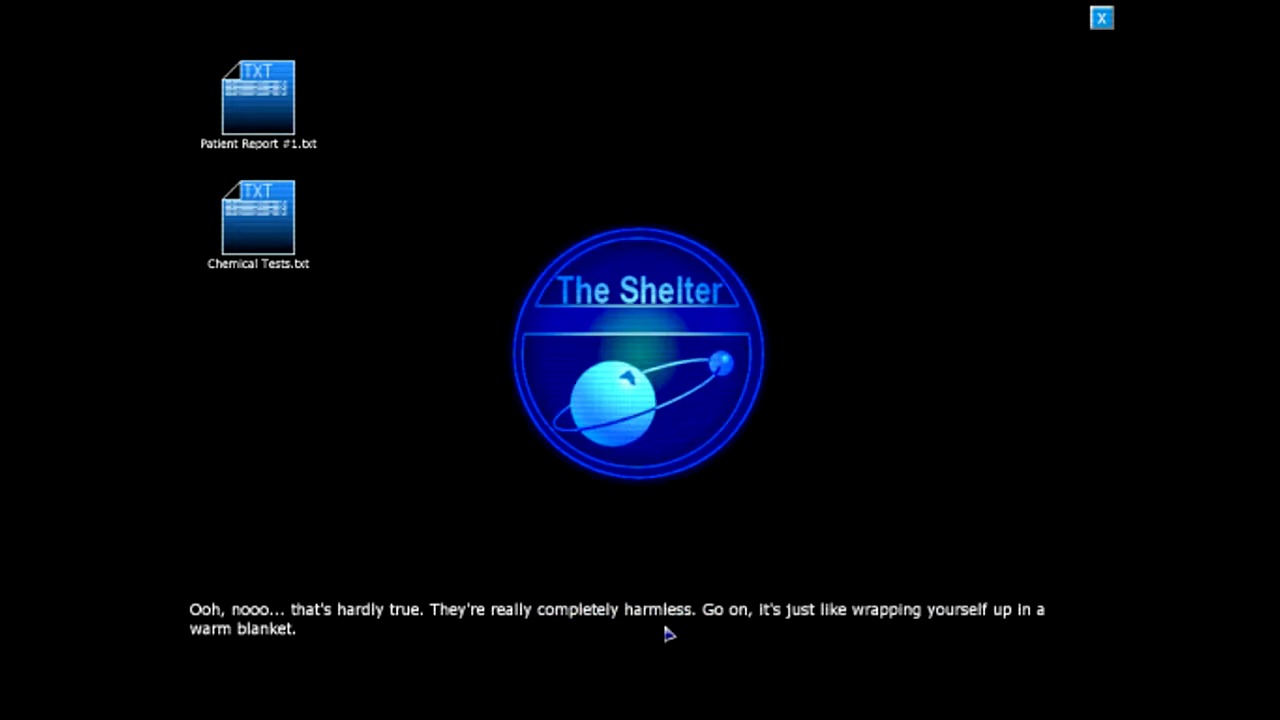 X
TXT
Patient Report #1.txt
TXT
Chemical Tests.txt
The Shelter
Ooh, nooo... that's hardly true. They're really completely harmless. Go on, it's just like wrapping yourself up in a
warm blanket.